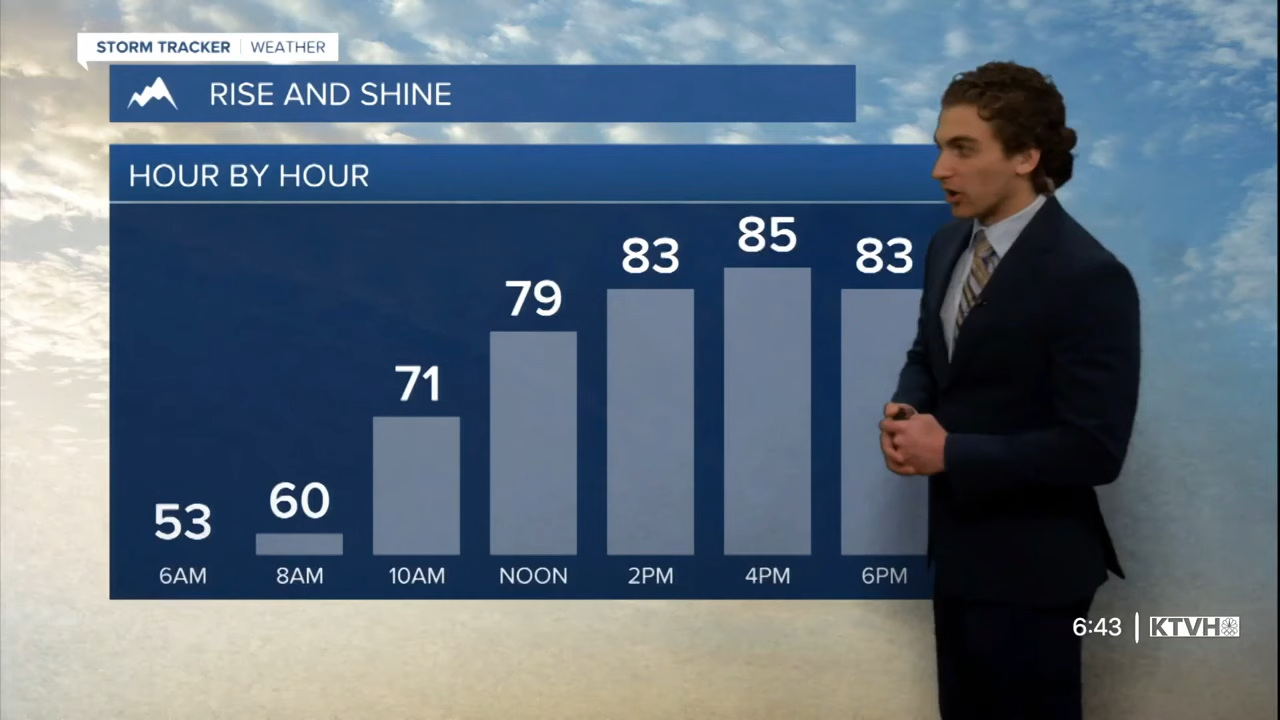 STORM TRACKER | WEATHER
RISE AND SHINE
HOUR BY HOUR
53 60 71 79 83 85 83
6AM 8AM 10AM NOON 2PM 4PM 6PM
6:43 | KTVH